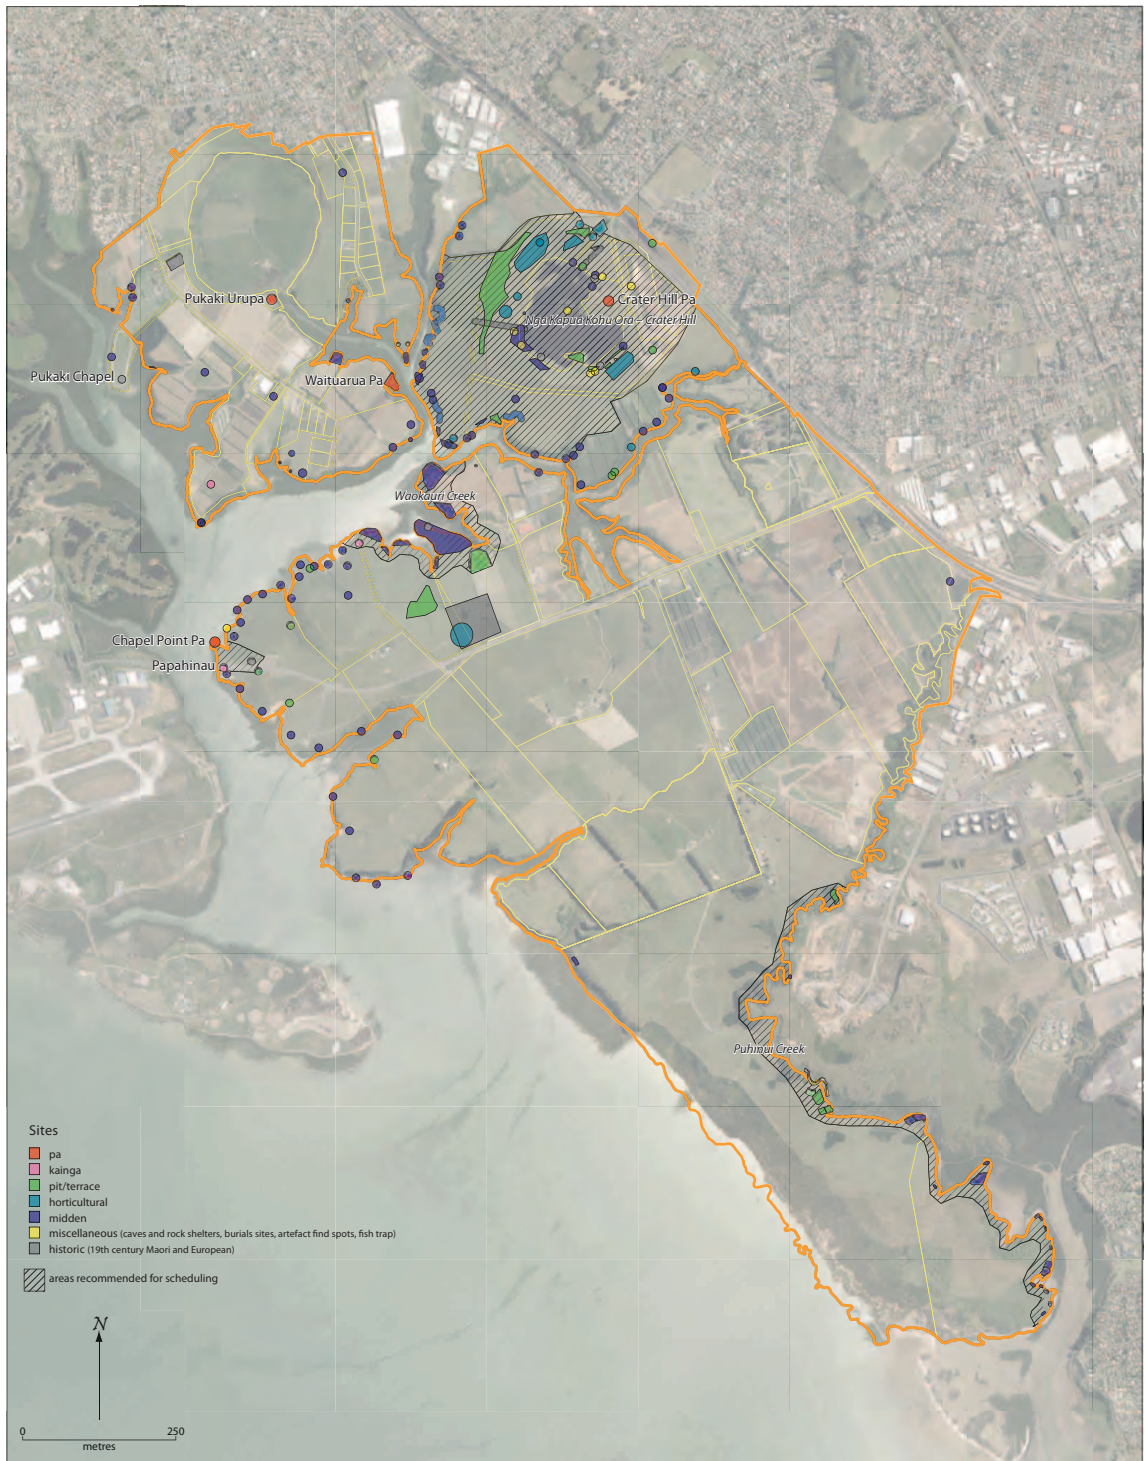 Pukaki Urupa
Crater Hill Pa
Nga Kapua Kohu Ora – Crater Hill
Pukaki Chapel
Waituarua Pa
Waokauri Creek
Chapel Point Pa
Papahinau
Puhinui Creek
Sites
pa
kainga
pit/terrace
horticultural
midden
miscellaneous (caves and rock shelters, burials sites, artefact find spots, fish trap)
historic (19th century Maori and European)
areas recommended for scheduling
N
0 250
metres